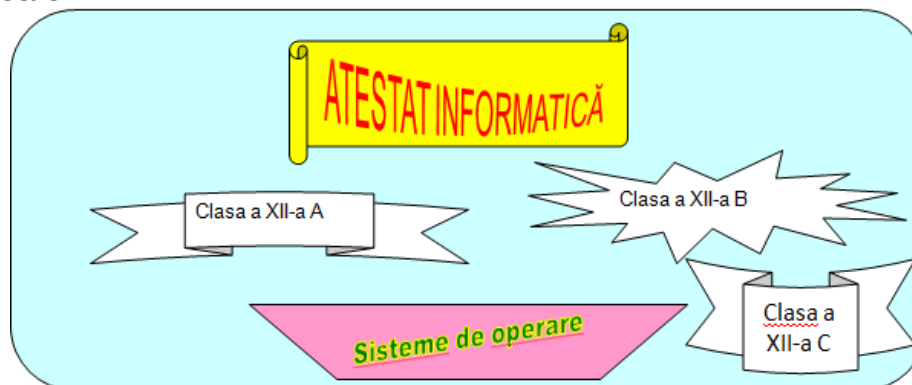 ATESTAT INFORMATICĂ
Clasa a XII-a A
Clasa a XII-a B
Clasa a
XII-a C
Sisteme de operare